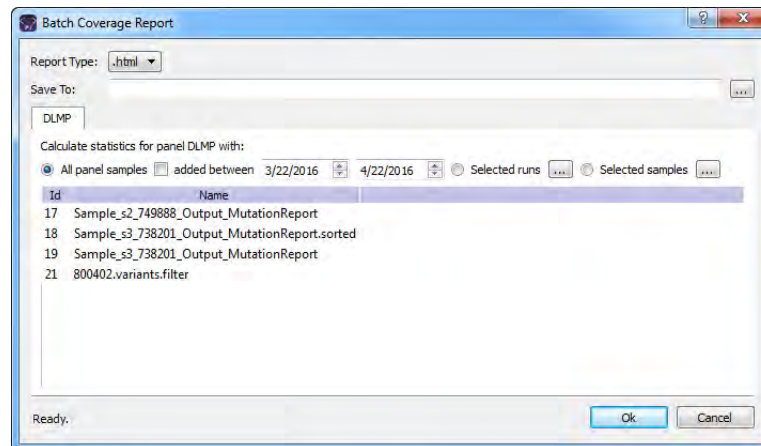 Batch Coverage Report
Report Type: .html
Save To: ...
DLMP
Calculate statistics for panel DLMP with:
All panel samples added between 3/22/2016 4/22/2016 Selected runs ... Selected samples ...
Id Name
17 Sample_s2_749888_Output_MutationReport
18 Sample_s3_738201_Output_MutationReport.sorted
19 Sample_s3_738201_Output_MutationReport
21 800402.variants.filter
Ready. Ok Cancel